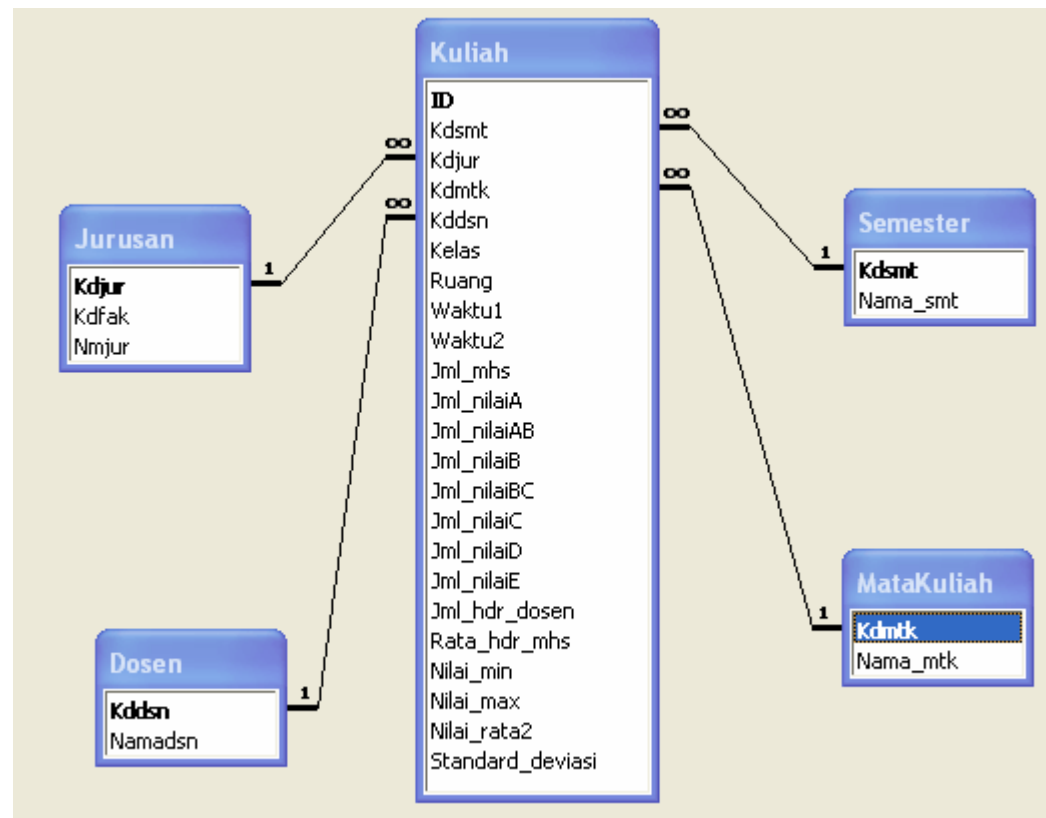 Kuliah
ID
Kdsmt
Kdjur
Kdmtk
Kddsn
Kelas
Ruang
Waktu1
Waktu2
Jml_mhs
Jml_nilaiA
Jml_nilaiAB
Jml_nilaiB
Jml_nilaiBC
Jml_nilaiC
Jml_nilaiD
Jml_nilaiE
Jml_hdr_dosen
Rata_hdr_mhs
Nilai_min
Nilai_max
Nilai_rata2
Standard_deviasi
∞
∞
∞
∞
Jurusan
Kdjur
Kdfak
Nmjur
1
Semester
Kdsmt
Nama_smt
1
Dosen
Kddsn
Namadsn
1
MataKuliah
Kdmtk
Nama_mtk
1